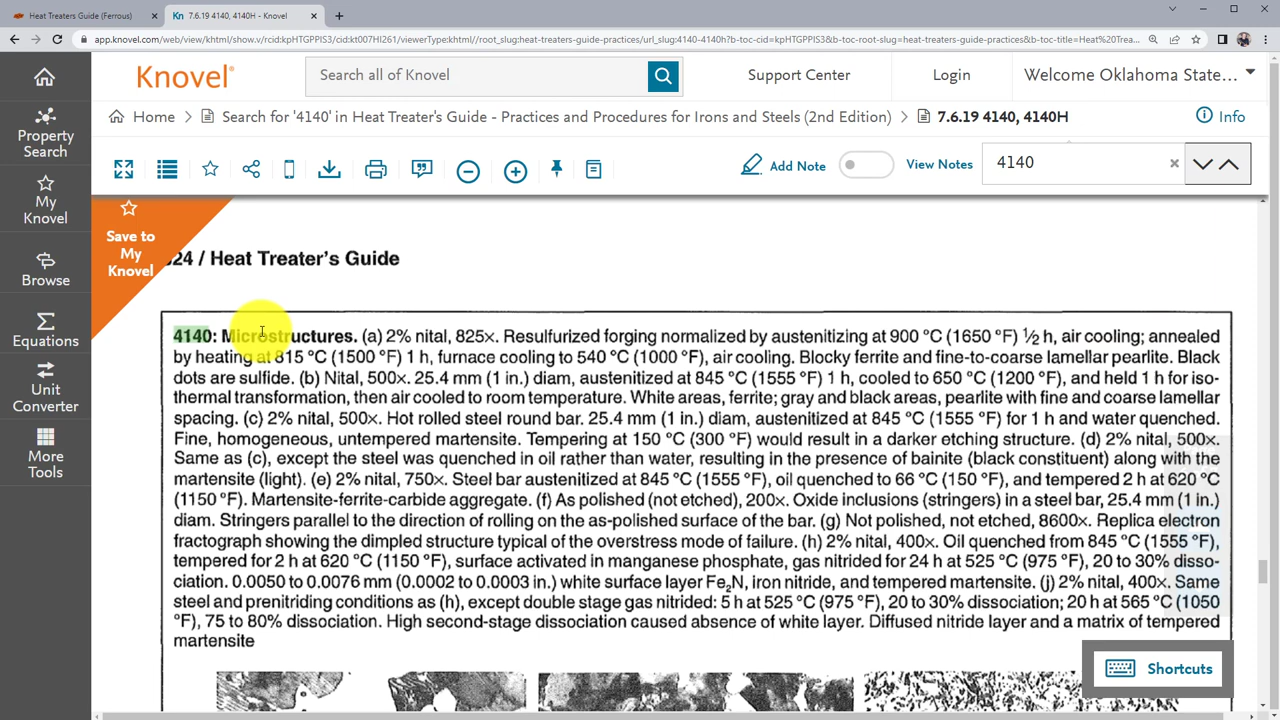 Heat Treaters Guide (Ferrous)
Kn 7.6.19 4140, 4140H - Knovel
app.knovel.com/web/view/khtml/show.v/rcid:kpHTGPPIS3/cid:kt007HI261/viewerType:khtml//root_slug:heat-treaters-guide-practices/url_slug:4140-4140h?b-toc-cid=kpHTGPPIS3&b-toc-root-slug=heat-treaters-guide-practices&b-toc-title=Heat%20Trea...
Knovel®
Search all of Knovel
Support Center
Login
Welcome Oklahoma State...
Home
Search for '4140' in Heat Treater's Guide - Practices and Procedures for Irons and Steels (2nd Edition)
7.6.19 4140, 4140H
Info
Property
Search
My
Knovel
Browse
Equations
Unit
Converter
More
Tools
Add Note
View Notes
4140
Save to
My
Knovel
24 / Heat Treater's Guide
4140: Microstructures. (a) 2% nital, 825x. Resulfurized forging normalized by austenitizing at 900 °C (1650 °F) ½ h, air cooling; annealed
by heating at 815 °C (1500 °F) 1 h, furnace cooling to 540 °C (1000 °F), air cooling. Blocky ferrite and fine-to-coarse lamellar pearlite. Black
dots are sulfide. (b) Nital, 500x. 25.4 mm (1 in.) diam, austenitized at 845 °C (1555 °F) 1 h, cooled to 650 °C (1200 °F), and held 1 h for iso-
thermal transformation, then air cooled to room temperature. White areas, ferrite; gray and black areas, pearlite with fine and coarse lamellar
spacing. (c) 2% nital, 500x. Hot rolled steel round bar. 25.4 mm (1 in.) diam, austenitized at 845 °C (1555 °F) for 1 h and water quenched.
Fine, homogeneous, untempered martensite. Tempering at 150 °C (300 °F) would result in a darker etching structure. (d) 2% nital, 500x.
Same as (c), except the steel was quenched in oil rather than water, resulting in the presence of bainite (black constituent) along with the
martensite (light). (e) 2% nital, 750x. Steel bar austenitized at 845 °C (1555 °F), oil quenched to 66 °C (150 °F), and tempered 2 h at 620 °C
(1150 °F). Martensite-ferrite-carbide aggregate. (f) As polished (not etched), 200x. Oxide inclusions (stringers) in a steel bar, 25.4 mm (1 in.)
diam. Stringers parallel to the direction of rolling on the as-polished surface of the bar. (g) Not polished, not etched, 8600x. Replica electron
fractograph showing the dimpled structure typical of the overstress mode of failure. (h) 2% nital, 400x. Oil quenched from 845 °C (1555 °F),
tempered for 2 h at 620 °C (1150 °F), surface activated in manganese phosphate, gas nitrided for 24 h at 525 °C (975 °F), 20 to 30% disso-
ciation. 0.0050 to 0.0076 mm (0.0002 to 0.0003 in.) white surface layer Fe₂N, iron nitride, and tempered martensite. (j) 2% nital, 400x. Same
steel and prenitriding conditions as (h), except double stage gas nitrided: 5 h at 525 °C (975 °F), 20 to 30% dissociation; 20 h at 565 °C (1050
°F), 75 to 80% dissociation. High second-stage dissociation caused absence of white layer. Diffused nitride layer and a matrix of tempered
martensite
Shortcuts